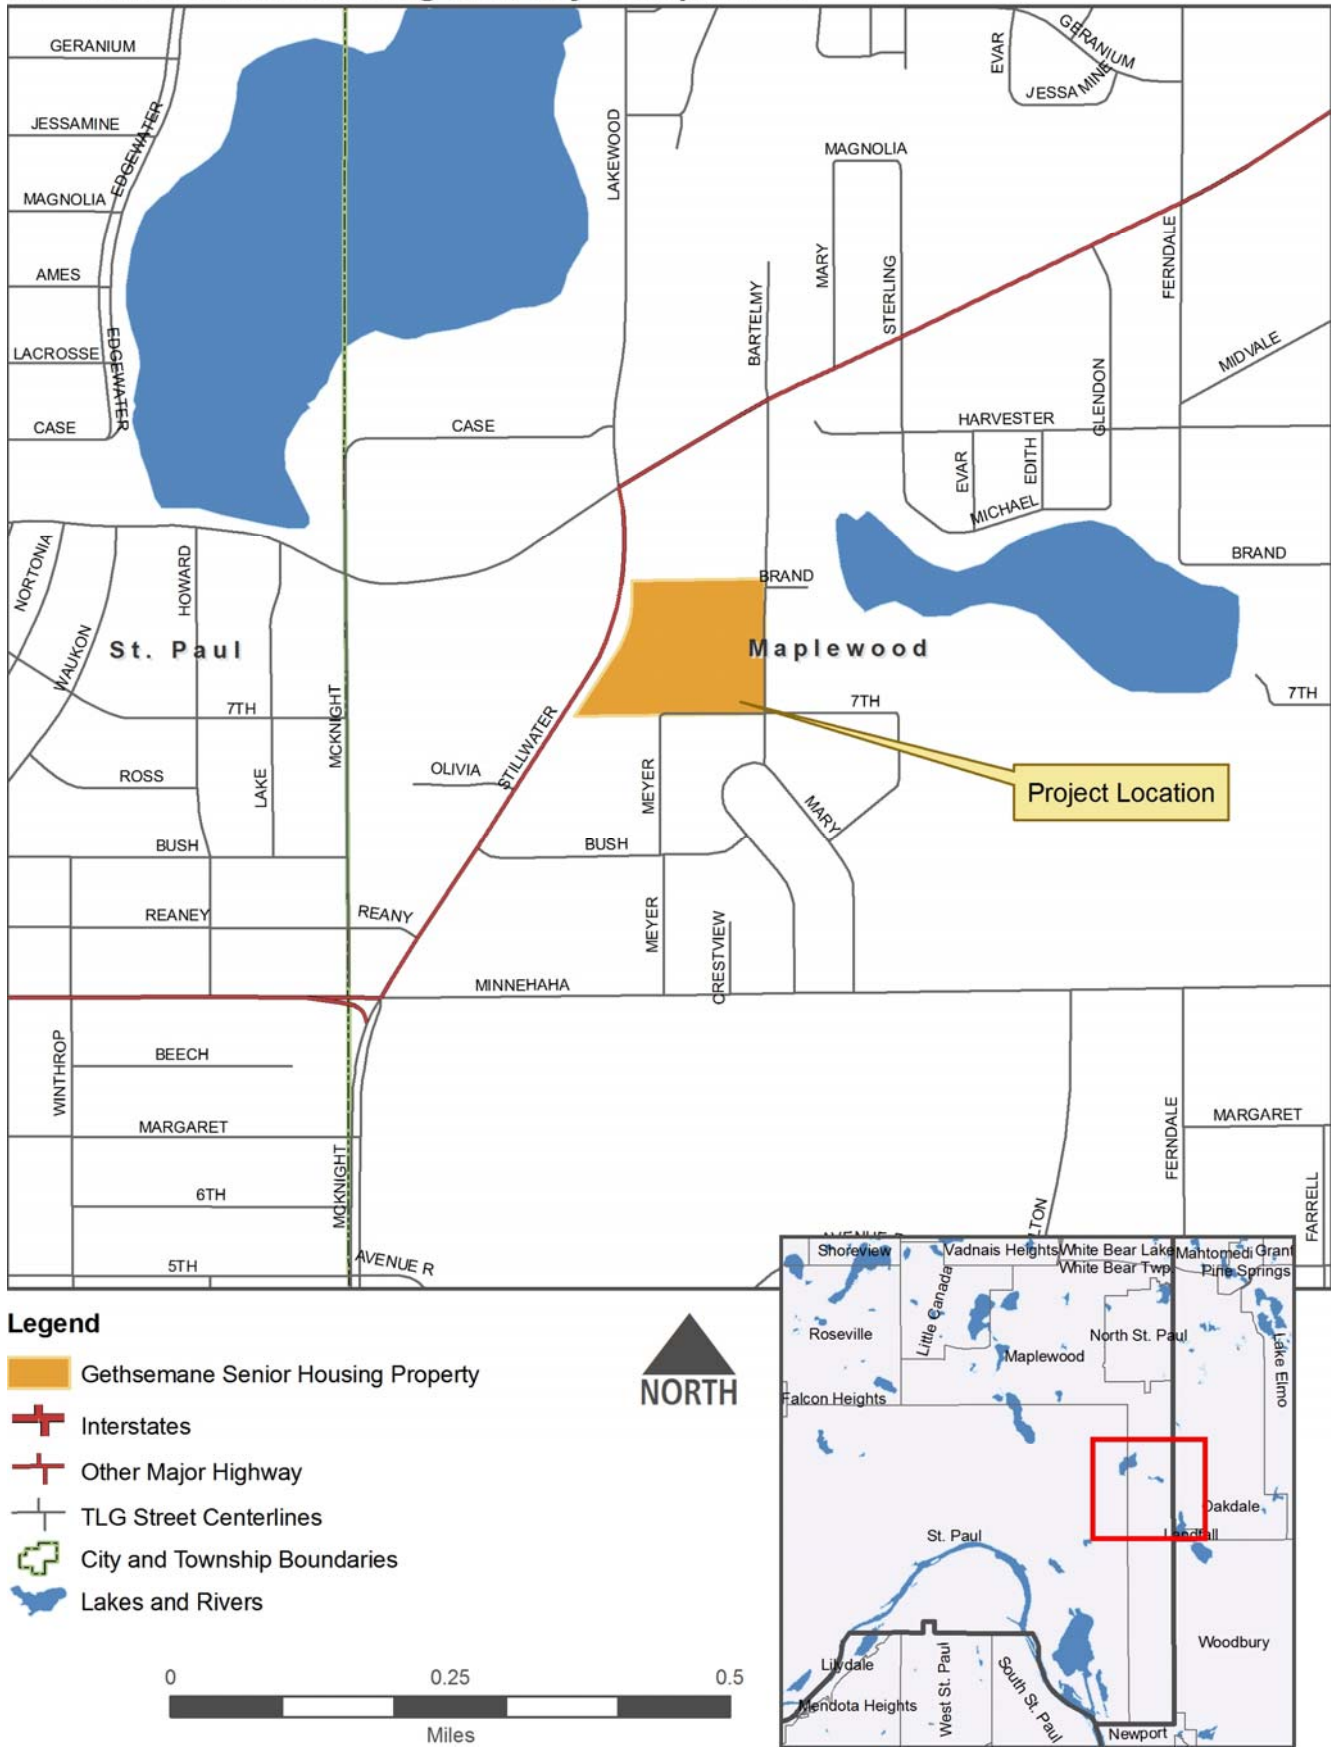 GERANIUM
EVAR
GERANIUM
JESSAMINE
JESSAMINE
EDGEWATER
LAKEWOOD
MAGNOLIA
MAGNOLIA
AMES
MARY
STERLING
FERNDALE
BARTELMY
LACROSSE
EDGEWATER
MIDVALE
GLENDON
CASE
CASE
HARVESTER
EVAR
EDITH
MICHAEL
NORTONIA
HOWARD
BRAND
BRAND
WAUKON
St. Paul
Maplewood
MCKNIGHT
7TH
7TH
7TH
STILLWATER
ROSS
LAKE
OLIVIA
MEYER
MARY
Project Location
BUSH
BUSH
REANEY
REANY
MEYER
CRESTVIEW
MINNEHAHA
WINTHROP
BEECH
MARGARET
FERNDALE
MARGARET
MCKNIGHT
6TH
FARRELL
LTON
5TH
AVENUE R
Legend
Gethsemane Senior Housing Property
Interstates
Other Major Highway
TLG Street Centerlines
City and Township Boundaries
Lakes and Rivers
NORTH
0 0.25 0.5
Miles
Shoreview
Vadnais Heights
White Bear Lake
White Bear Twp.
Mantomedi
Grant
Pine Springs
Little Canada
Roseville
North St. Paul
Maplewood
Lake Elmo
Falcon Heights
Oakdale
Landfall
St. Paul
Woodbury
Lilydale
Mendota Heights
West St. Paul
South St. Paul
Newport